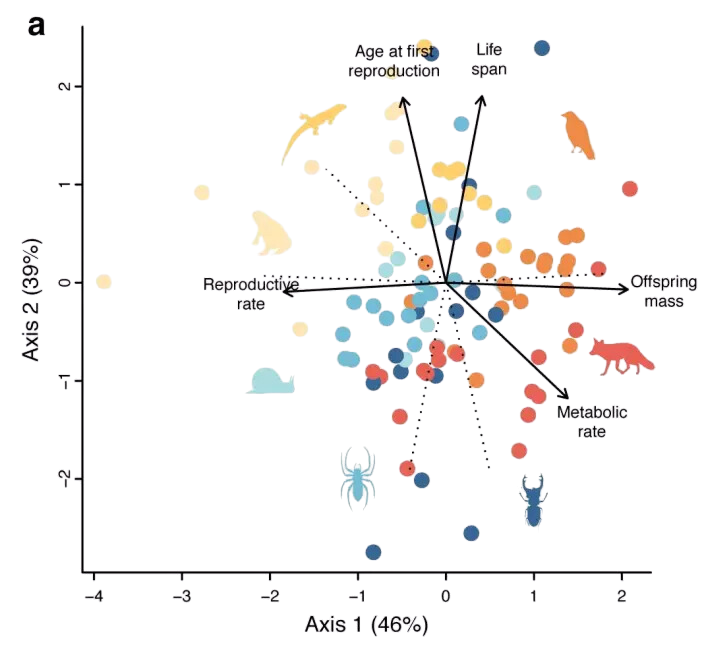 a
Age at first
reproduction
Life
span
Reproductive
rate
Offspring
mass
Metabolic
rate
Axis 2 (39%)
2
1
0
−1
−2
−4
−3
−2
−1
0
1
2
Axis 1 (46%)